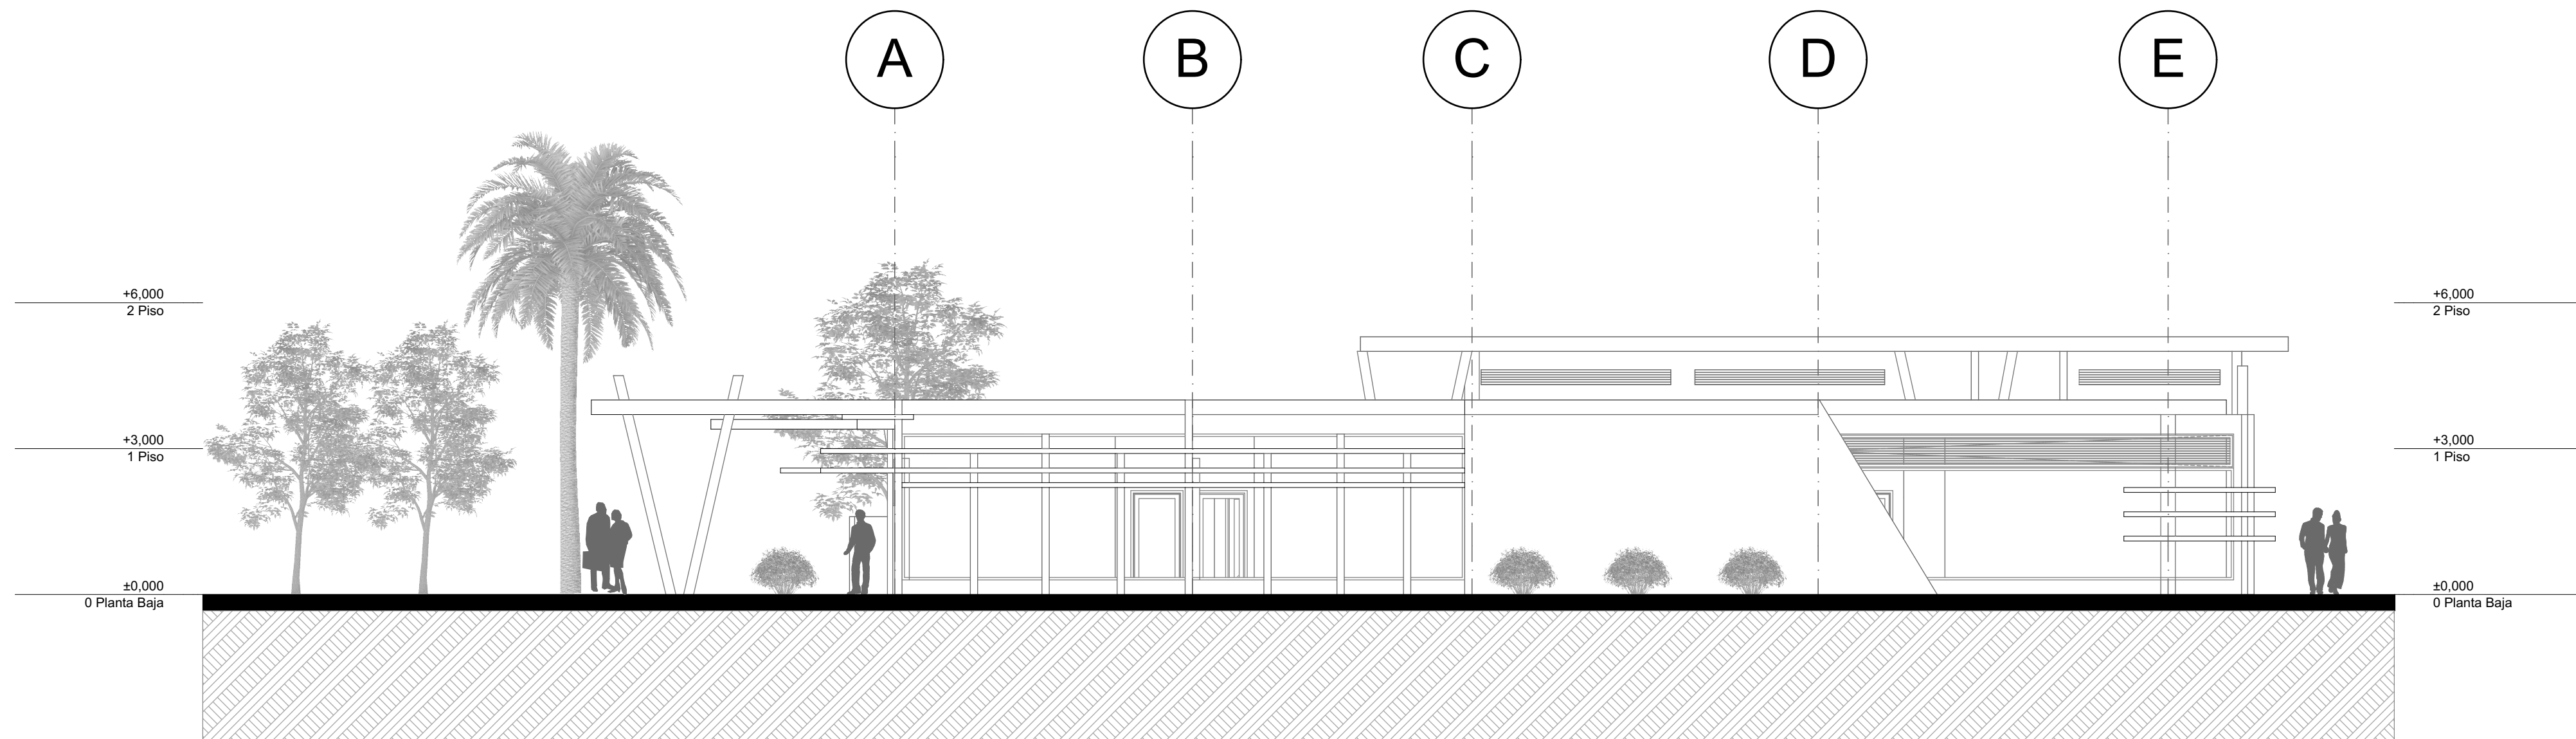 A B C D E
+6,000 +6,000
2 Piso 2 Piso
+3,000 +3,000
1 Piso 1 Piso
±0,000 ±0,000
0 Planta Baja 0 Planta Baja